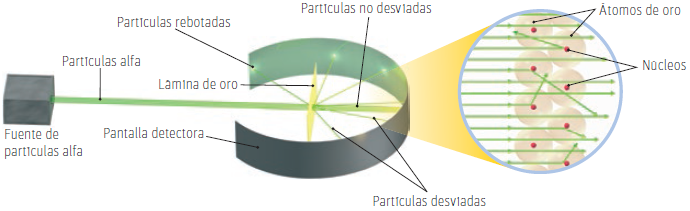 Partículas rebotadas
Partículas no desviadas
Átomos de oro
Partículas alfa
Lámina de oro
Núcleos
Fuente de
partículas alfa
Pantalla detectora
Partículas desviadas